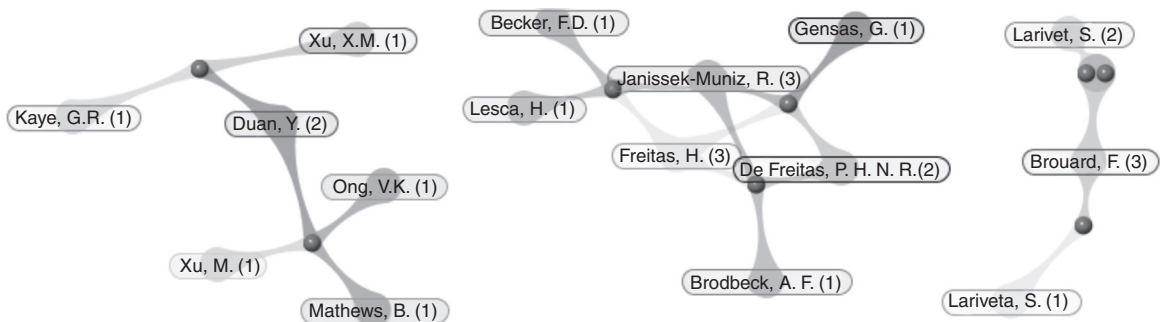 Xu, X.M. (1)
Kaye, G.R. (1)
Duan, Y. (2)
Ong, V.K. (1)
Xu, M. (1)
Mathews, B. (1)
Becker, F.D. (1)
Gensas, G. (1)
Janissek-Muniz, R. (3)
Lesca, H. (1)
Freitas, H. (3)
De Freitas, P. H. N. R.(2)
Brodbeck, A. F. (1)
Larivet, S. (2)
Brouard, F. (3)
Lariveta, S. (1)